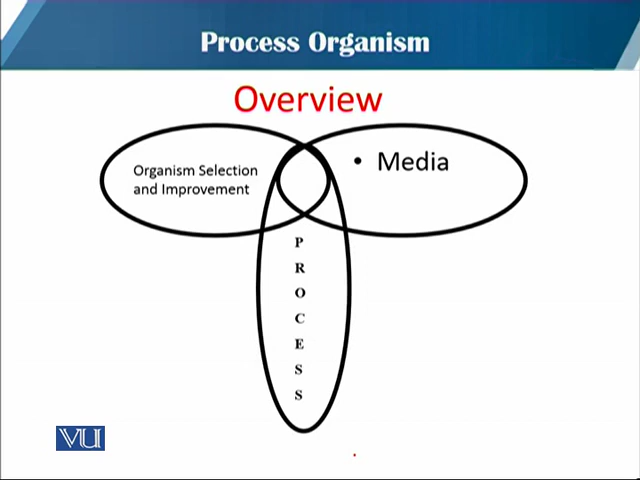 Process Organism
Overview
Organism Selection
and Improvement
• Media
P
R
O
C
E
S
S
VU